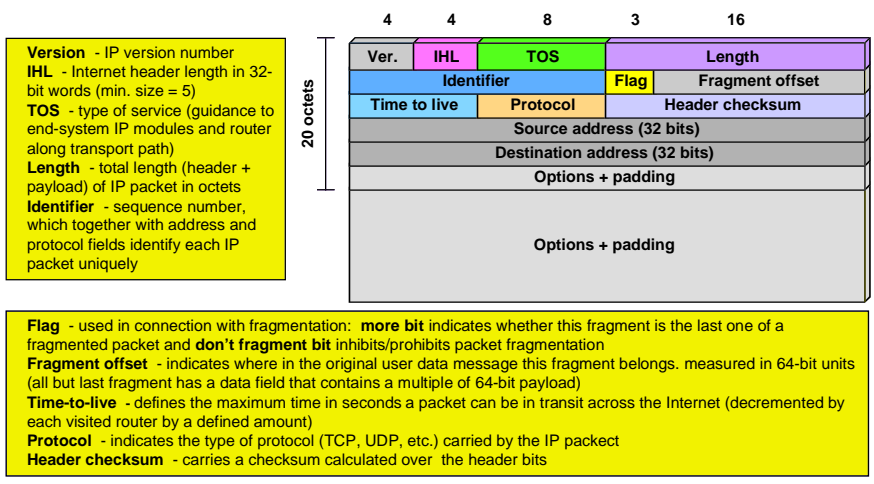 4 4 8 3 16
Version - IP version number
IHL - Internet header length in 32-
bit words (min. size = 5)
TOS - type of service (guidance to
end-system IP modules and router
along transport path)
Length - total length (header +
payload) of IP packet in octets
Identifier - sequence number,
which together with address and
protocol fields identify each IP
packet uniquely
20 octets
Ver. IHL TOS Length
Identifier Flag Fragment offset
Time to live Protocol Header checksum
Source address (32 bits)
Destination address (32 bits)
Options + padding
Options + padding
Flag - used in connection with fragmentation: more bit indicates whether this fragment is the last one of a
fragmented packet and don't fragment bit inhibits/prohibits packet fragmentation
Fragment offset - indicates where in the original user data message this fragment belongs. measured in 64-bit units
(all but last fragment has a data field that contains a multiple of 64-bit payload)
Time-to-live - defines the maximum time in seconds a packet can be in transit across the Internet (decremented by
each visited router by a defined amount)
Protocol - indicates the type of protocol (TCP, UDP, etc.) carried by the IP packect
Header checksum - carries a checksum calculated over the header bits